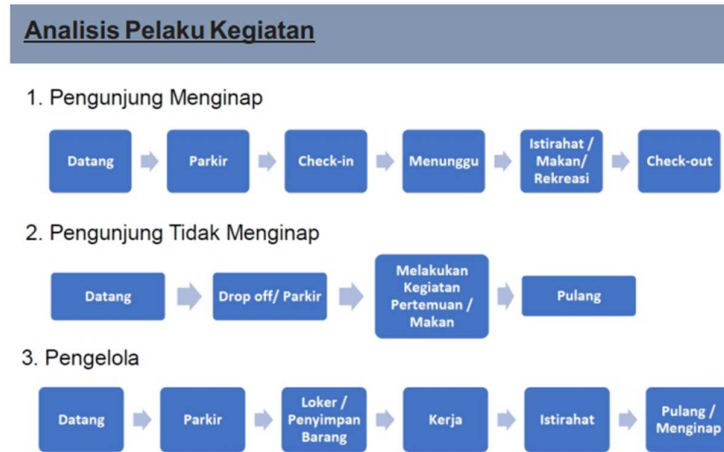 Analisis Pelaku Kegiatan
1. Pengunjung Menginap
Datang
Parkir
Check-in
Menunggu
Istirahat /
Makan/
Rekreasi
Check-out
2. Pengunjung Tidak Menginap
Datang
Drop off/ Parkir
Melakukan
Kegiatan
Pertemuan /
Makan
Pulang
3. Pengelola
Datang
Parkir
Loker /
Penyimpan
Barang
Kerja
Istirahat
Pulang /
Menginap